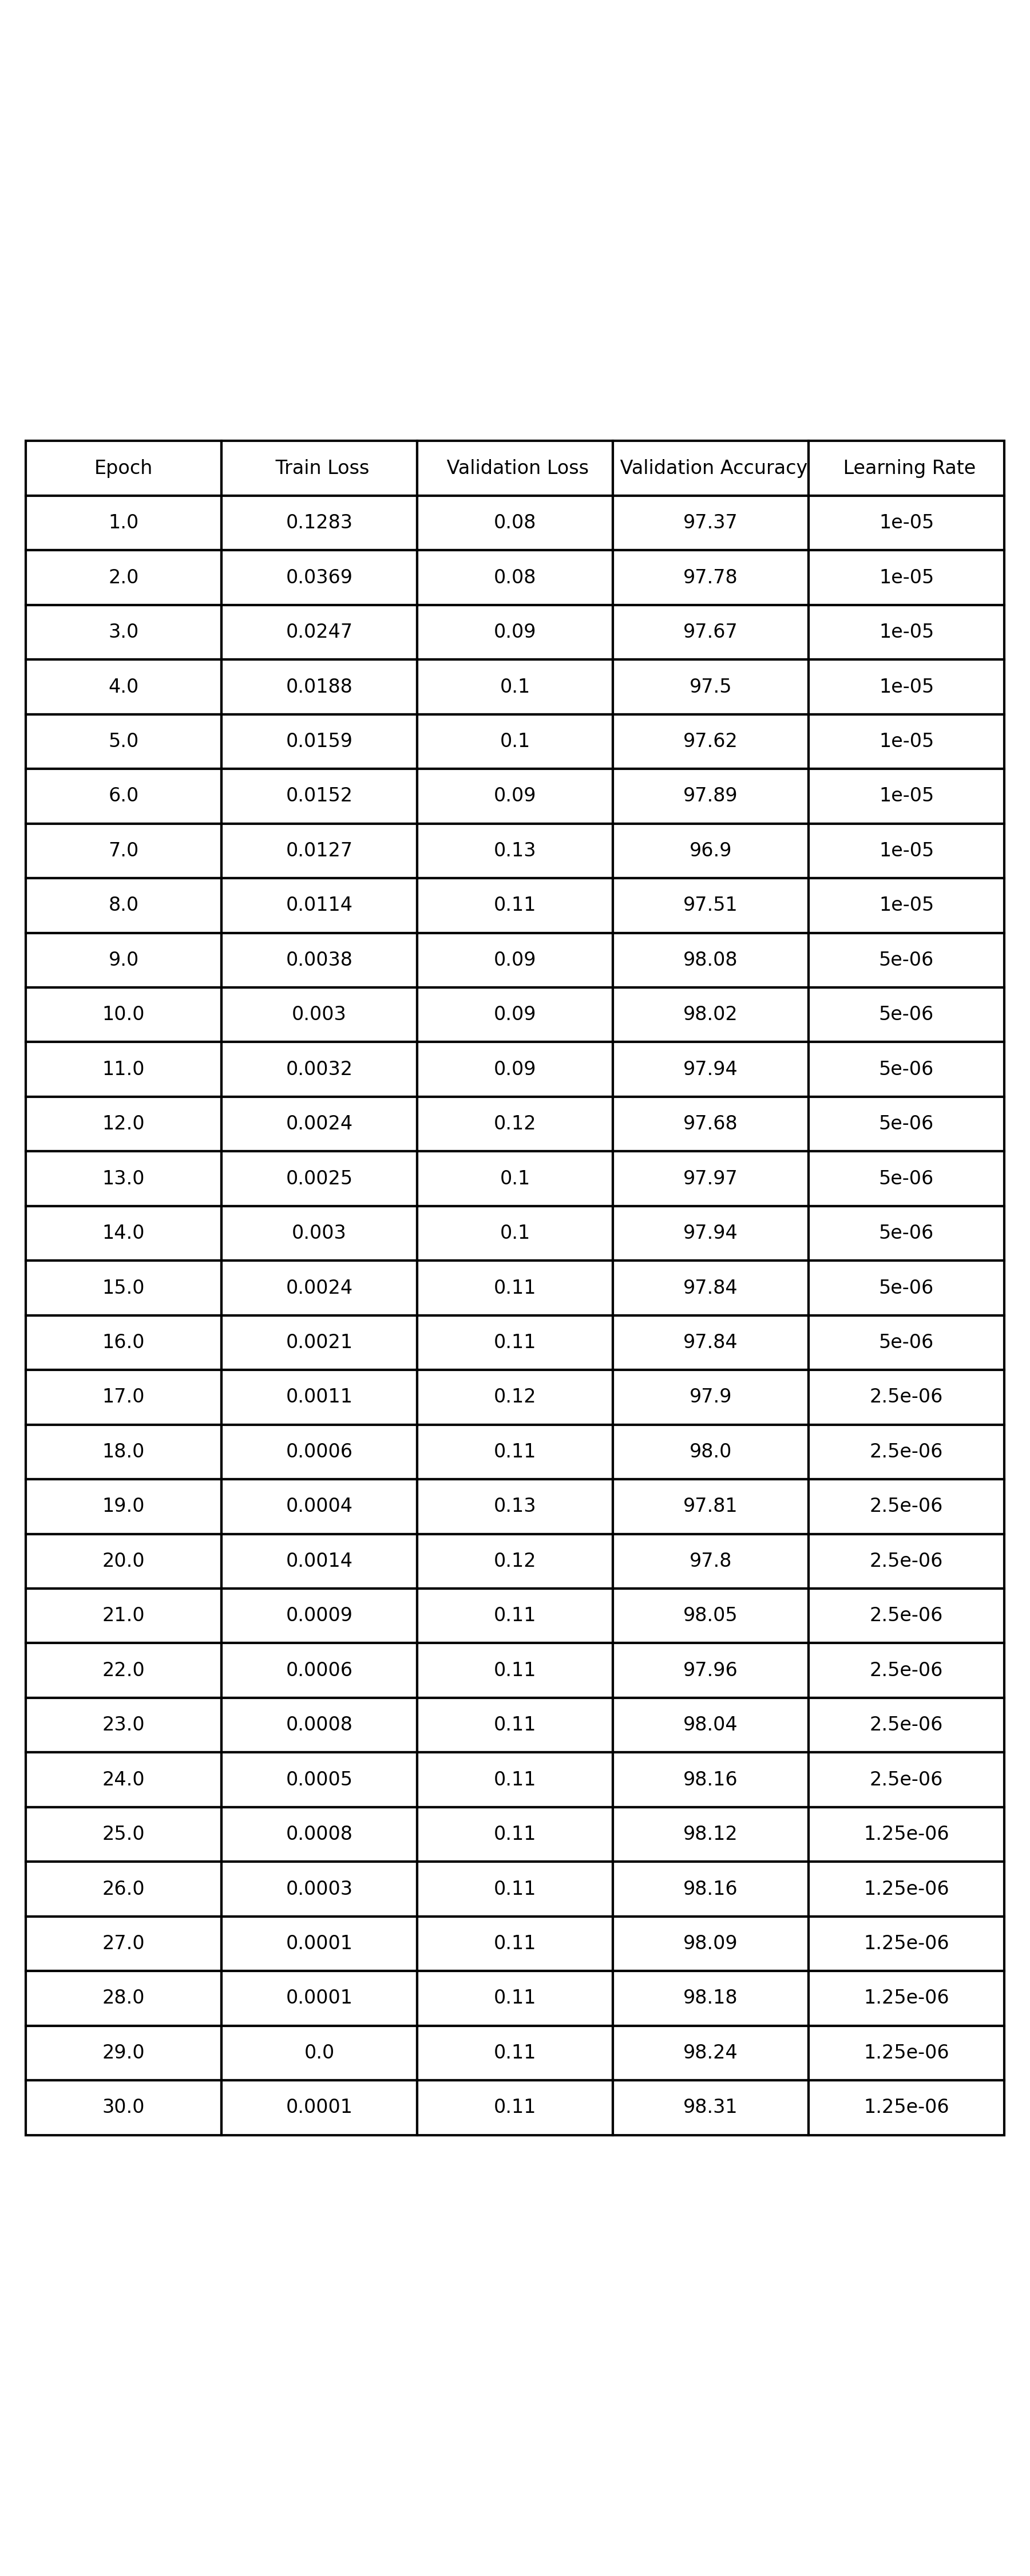 Epoch Train Loss Validation Loss Validation Accuracy Learning Rate
1.0 0.1283 0.08 97.37 1e-05
2.0 0.0369 0.08 97.78 1e-05
3.0 0.0247 0.09 97.67 1e-05
4.0 0.0188 0.1 97.5 1e-05
5.0 0.0159 0.1 97.62 1e-05
6.0 0.0152 0.09 97.89 1e-05
7.0 0.0127 0.13 96.9 1e-05
8.0 0.0114 0.11 97.51 1e-05
9.0 0.0038 0.09 98.08 5e-06
10.0 0.003 0.09 98.02 5e-06
11.0 0.0032 0.09 97.94 5e-06
12.0 0.0024 0.12 97.68 5e-06
13.0 0.0025 0.1 97.97 5e-06
14.0 0.003 0.1 97.94 5e-06
15.0 0.0024 0.11 97.84 5e-06
16.0 0.0021 0.11 97.84 5e-06
17.0 0.0011 0.12 97.9 2.5e-06
18.0 0.0006 0.11 98.0 2.5e-06
19.0 0.0004 0.13 97.81 2.5e-06
20.0 0.0014 0.12 97.8 2.5e-06
21.0 0.0009 0.11 98.05 2.5e-06
22.0 0.0006 0.11 97.96 2.5e-06
23.0 0.0008 0.11 98.04 2.5e-06
24.0 0.0005 0.11 98.16 2.5e-06
25.0 0.0008 0.11 98.12 1.25e-06
26.0 0.0003 0.11 98.16 1.25e-06
27.0 0.0001 0.11 98.09 1.25e-06
28.0 0.0001 0.11 98.18 1.25e-06
29.0 0.0 0.11 98.24 1.25e-06
30.0 0.0001 0.11 98.31 1.25e-06